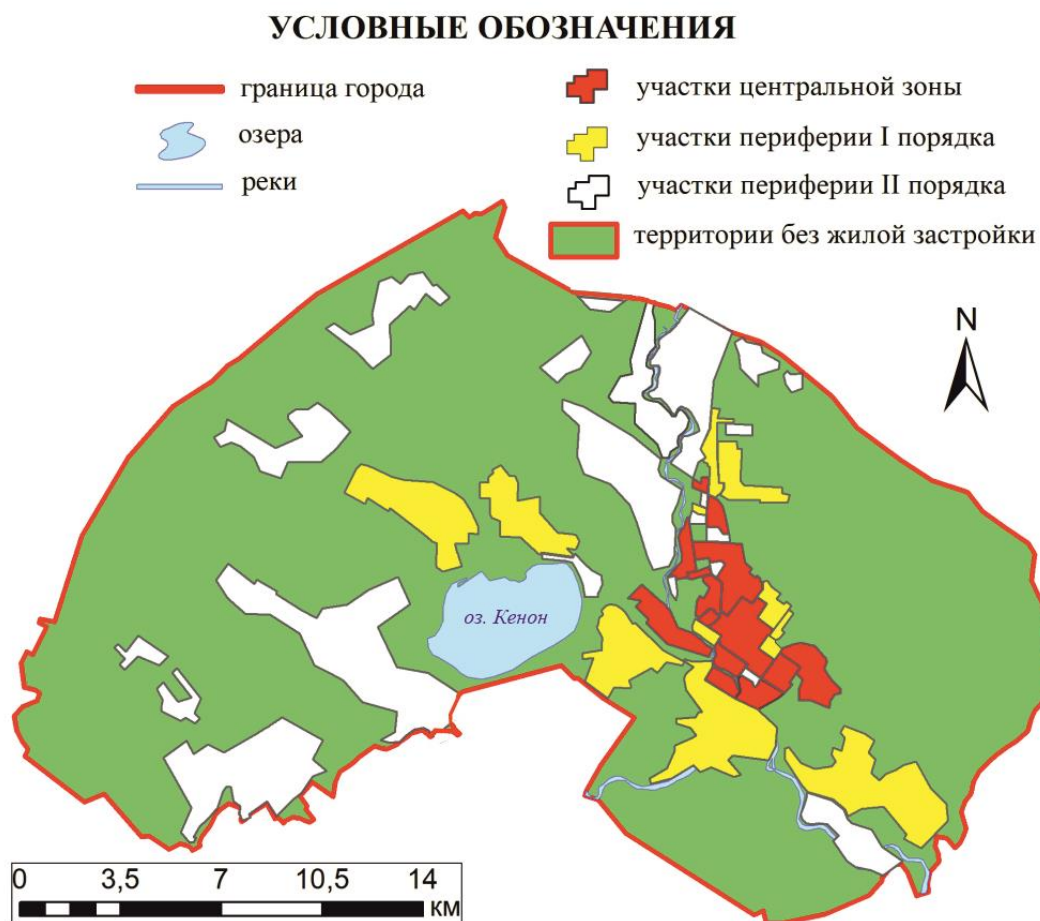 УСЛОВНЫЕ ОБОЗНАЧЕНИЯ
граница города
озера
реки
участки центральной зоны
участки периферии I порядка
участки периферии II порядка
территории без жилой застройки
N
оз. Кенон
0 3,5 7 10,5 14
КМ